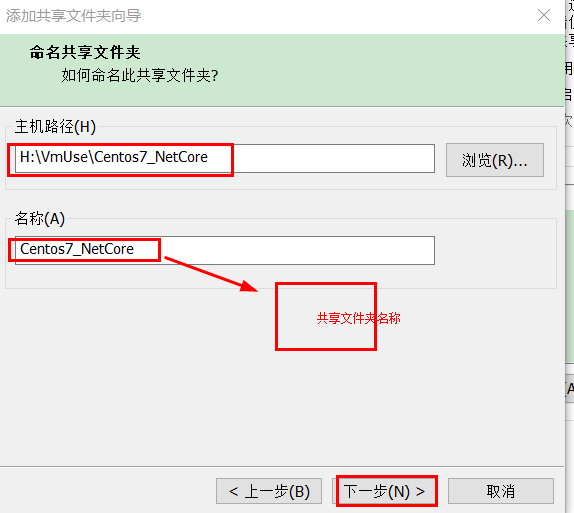 添加共享文件夹向导
命名共享文件夹
如何命名此共享文件夹?
主机路径(H)
H:\VmUse\Centos7_NetCore
浏览(R)...
名称(A)
Centos7_NetCore
共享文件夹名称
< 上一步(B)
下一步(N) >
取消